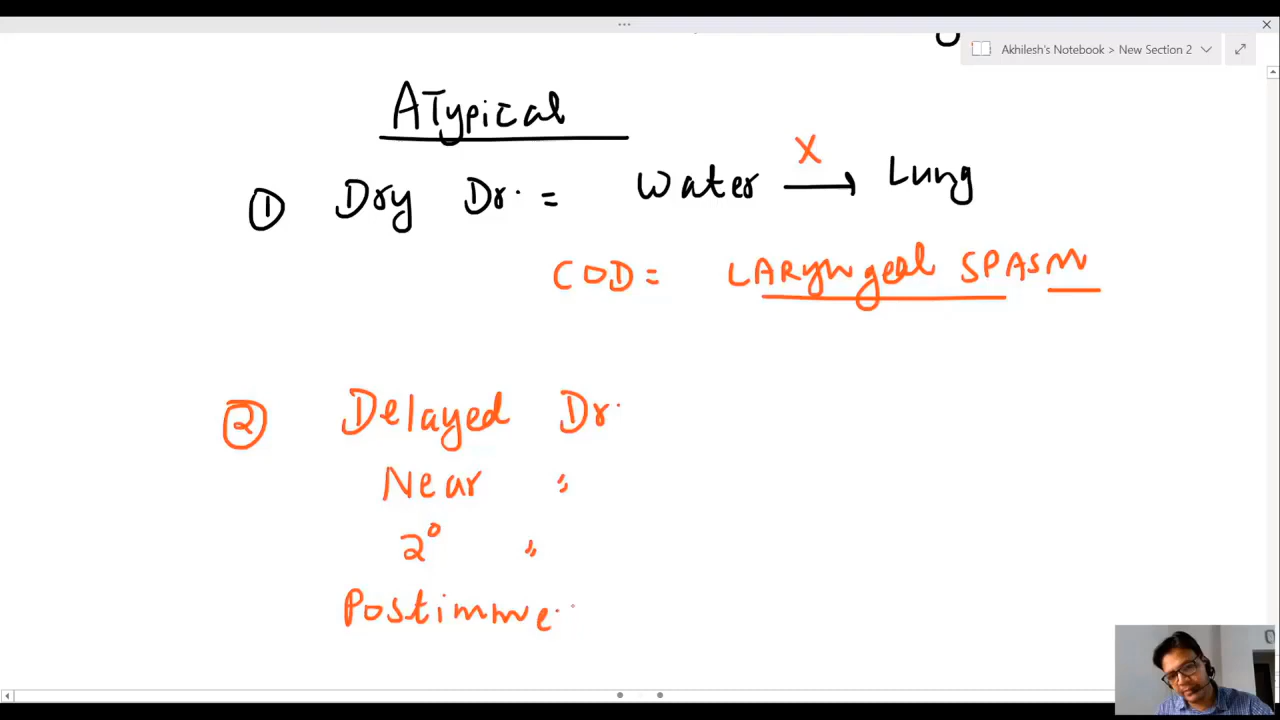 Akhilesh's Notebook > New Section 2
ATypical
① Dry Dr. = Water X → Lung
COD = LARyngeal SPASM
② Delayed Dr.
Near "
2° "
Postimme